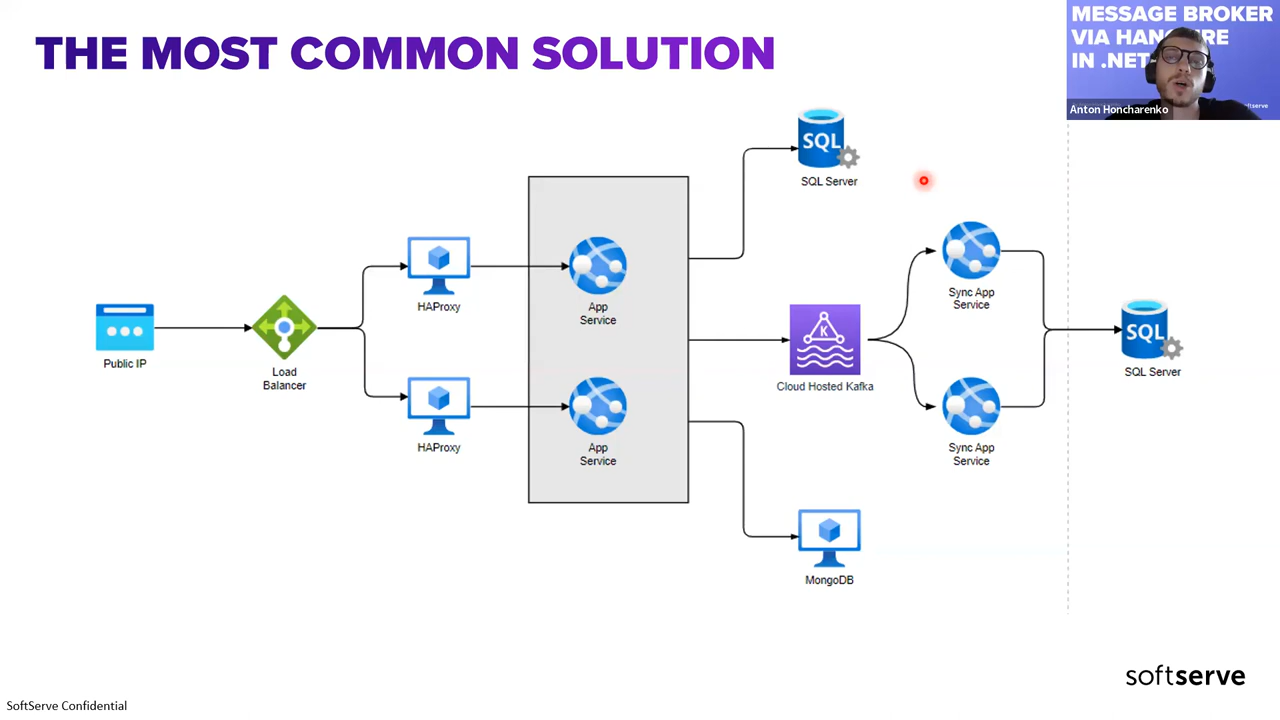 THE MOST COMMON SOLUTION
MESSAGE BROKER
VIA HANGFIRE
IN .NET
Anton Honcharenko
softserve
SQL
SQL Server
HAProxy
App
Service
Sync App
Service
Public IP
Load
Balancer
K
Cloud Hosted Kafka
SQL
SQL Server
HAProxy
App
Service
Sync App
Service
MongoDB
softserve
SoftServe Confidential